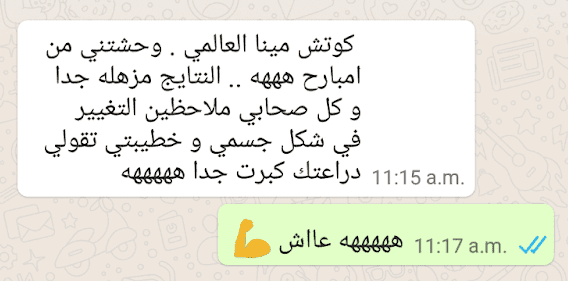 كوتش مينا العالمي . وحشتني من
امبارح هههه .. النتايج مزهله جدا
و كل صحابي ملاحظين التغيير
في شكل جسمي و خطيبتي تقولي
دراعتك كبرت جدا هههههه
11:15 a.m.
هههههه عااش 💪
11:17 a.m.